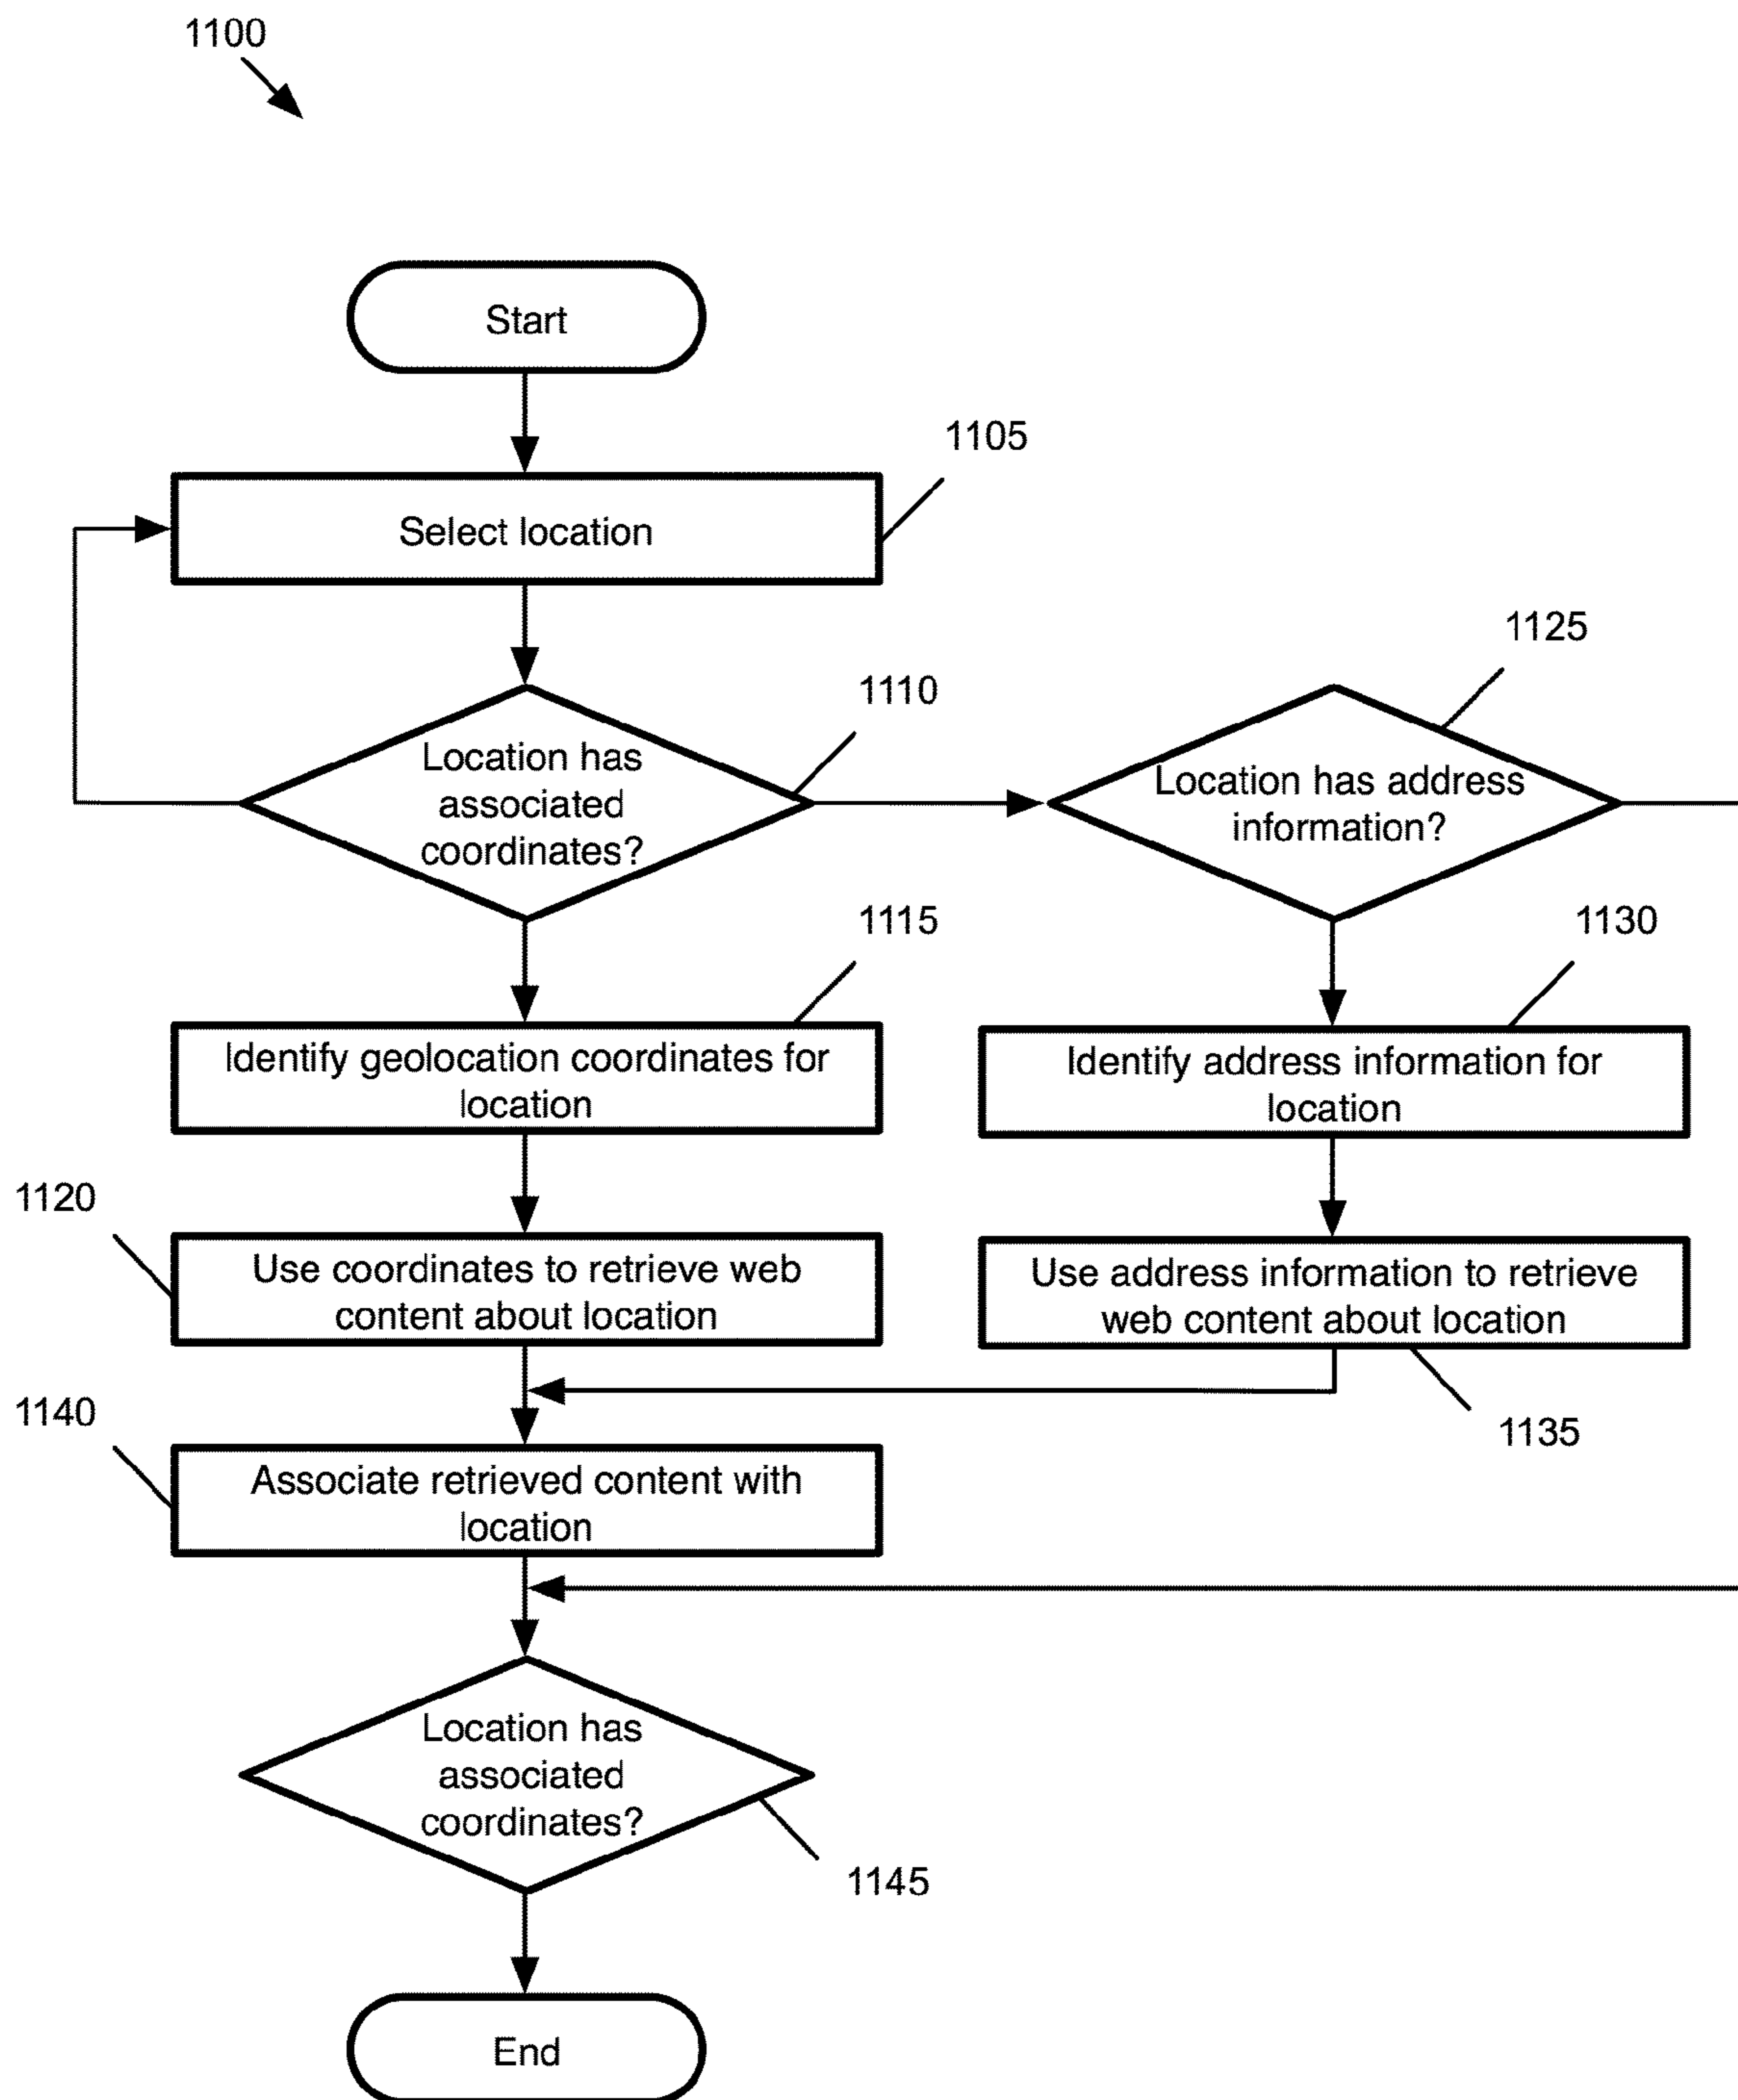 1100
Start
1105
Select location
1125
1110
Location has
associated
coordinates?
Location has address
information?
1115
1130
Identify geolocation coordinates for
location
Identify address information for
location
1120
Use coordinates to retrieve web
content about location
Use address information to retrieve
web content about location
1140
1135
Associate retrieved content with
location
Location has
associated
coordinates?
1145
End